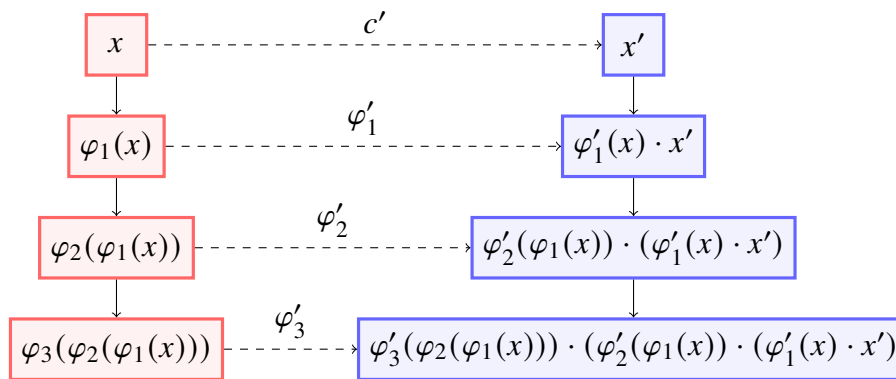 x c′ x′
φ₁(x) φ′₁ φ′₁(x) · x′
φ₂(φ₁(x)) φ′₂ φ′₂(φ₁(x)) · (φ′₁(x) · x′)
φ₃(φ₂(φ₁(x))) φ′₃ φ′₃(φ₂(φ₁(x))) · (φ′₂(φ₁(x)) · (φ′₁(x) · x′)